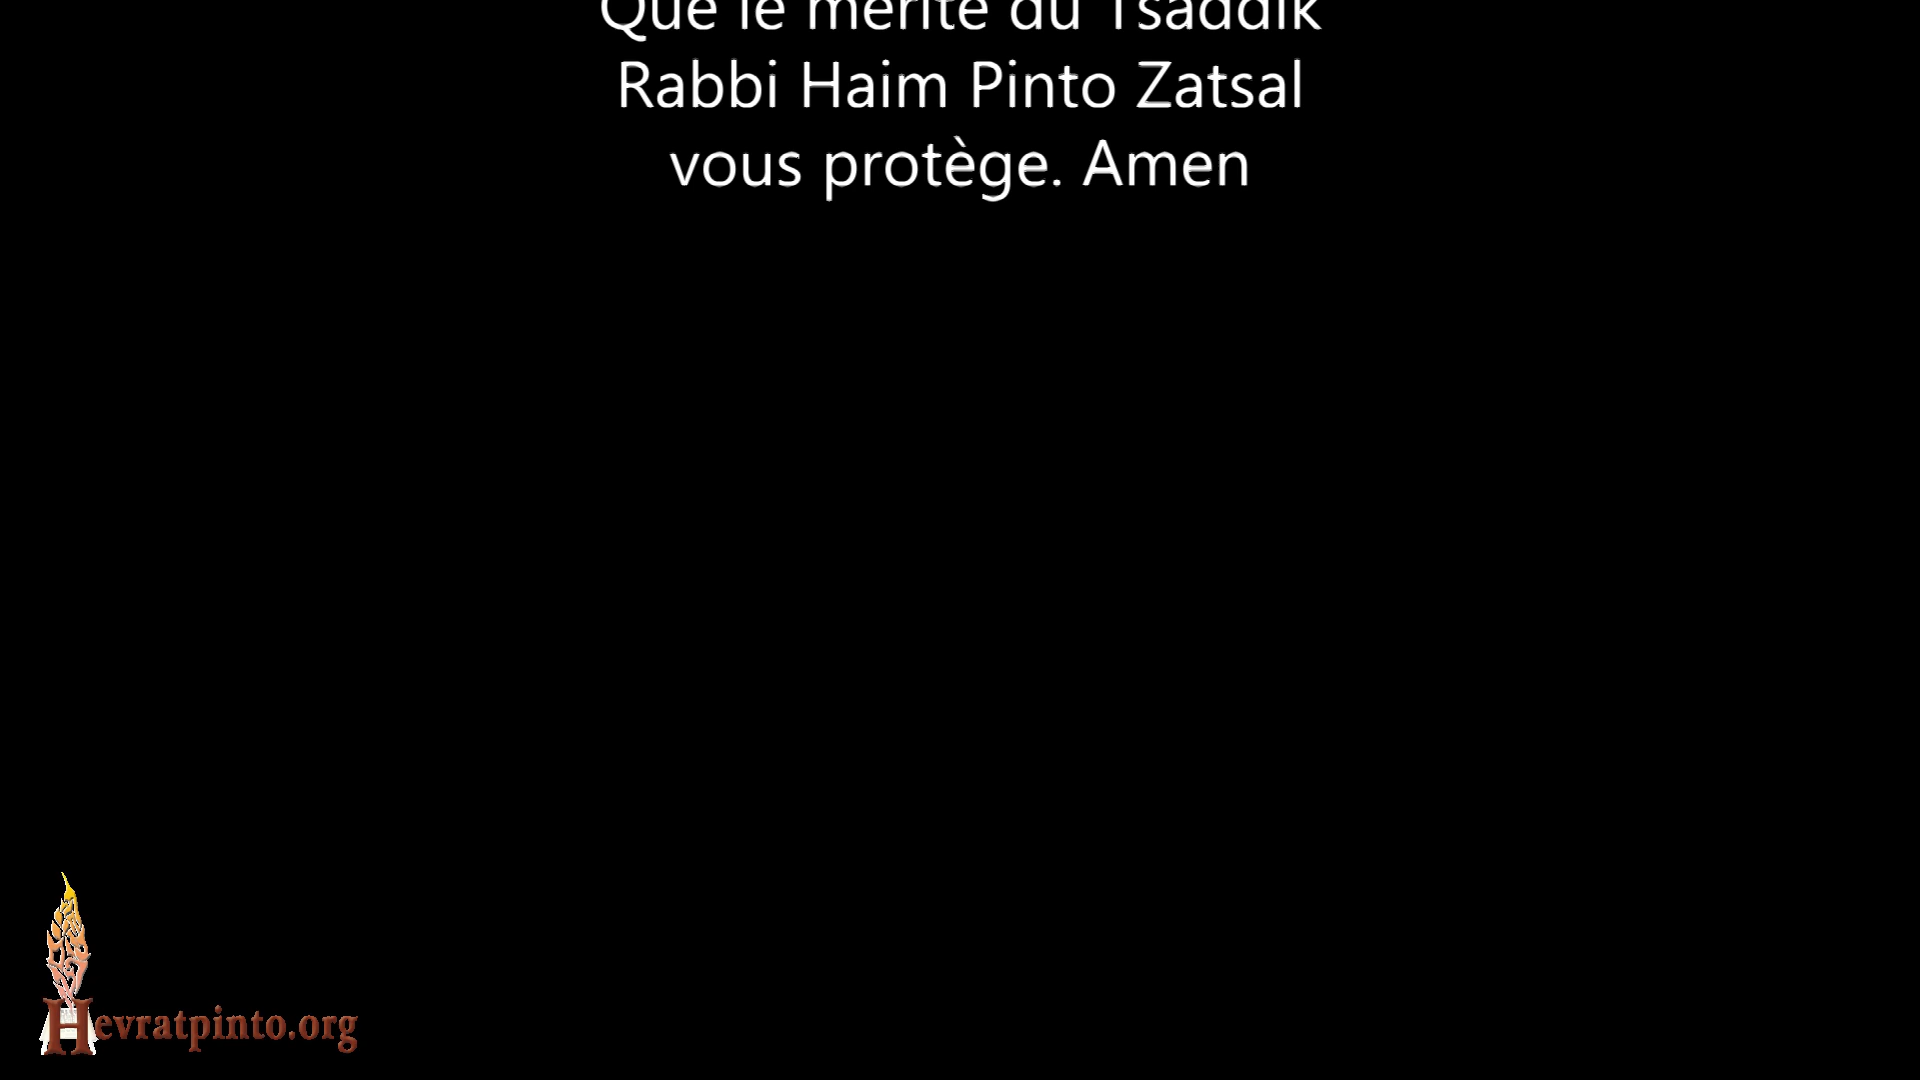 Que le mérite du Tsaddik
Rabbi Haim Pinto Zatsal
vous protège. Amen
Hevratpinto.org